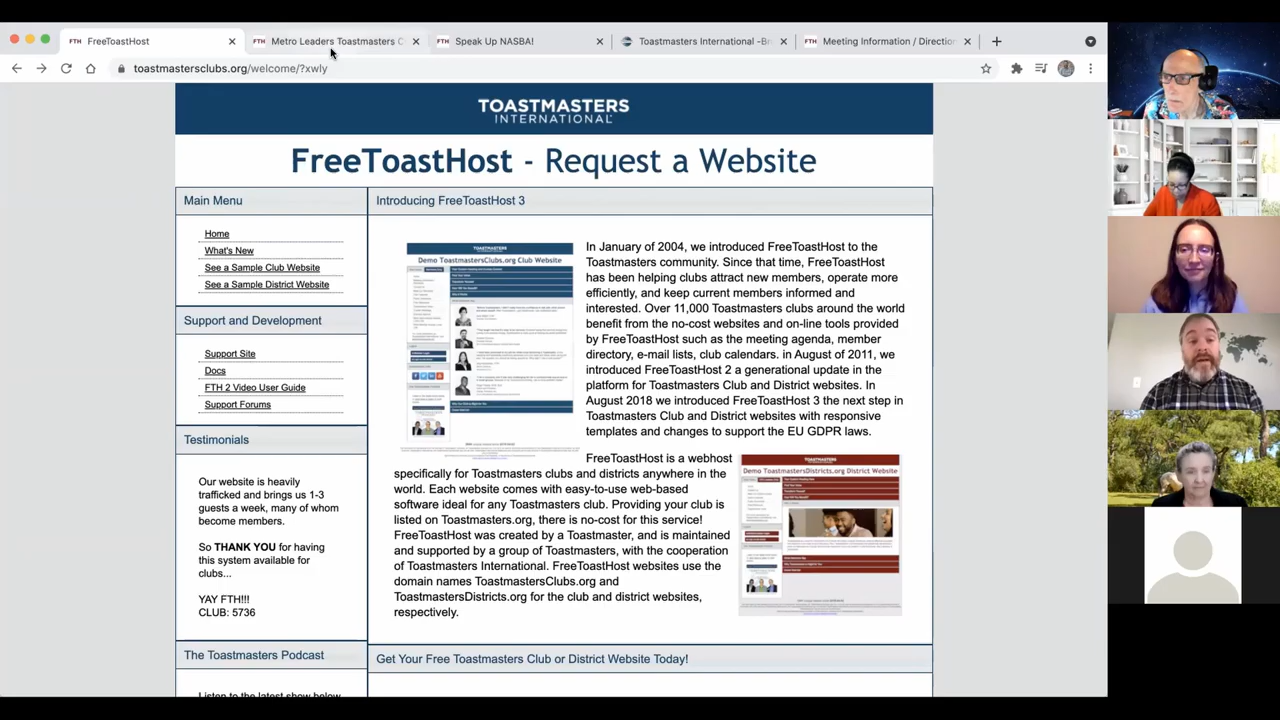 FTH FreeToastHost
FTH Metro Leaders Toastmasters C
FTH Speak Up NASBA!
Toastmasters International -Br
FTH Meeting Information / Direction
toastmastersclubs.org/welcome/?xwly
TOASTMASTERS
INTERNATIONAL
FreeToastHost - Request a Website
Main Menu
Home
What's New
See a Sample Club Website
See a Sample District Website
Support and Development
Support Site
Docs
FTH 2 Video User Guide
Support Forums
Testimonials
Our website is heavily
trafficked and brings us 1-3
guests a week, many of whom
become members.
So THANK YOU for having
this system available for
clubs...
YAY FTH!!!
CLUB: 5736
The Toastmasters Podcast
Listen to the latest show below
Introducing FreeToastHost 3
TOASTMASTERS
Demo ToastmastersClubs.org Club Website
In January of 2004, we introduced FreeToastHost to the
Toastmasters community. Since that time, FreeToastHost
has been helping clubs attract new members, operate more
efficiently, and keep current members informed and
interested. Over 14,700 Toastmasters clubs around the world
benefit from the no-cost websites and on-line tools provided
by FreeToastHost such as the meeting agenda, member
directory, e-mail lists, club calendars. in August of 2011, we
introduced FreeToastHost 2 a generational update in the
platform for Toastmasters Club and District websites. In
August 2018 we introduced FreeToastHost 3 the next step in
Toastmasters Club and District websites with responsive
templates and changes to support the EU GDPR laws.
FreeToastHost is a webhost
specifically for Toastmasters clubs and districts anywhere in the
world. Each website comes with easy-to-use web-based
software ideal for any Toastmasters club. Providing your club is
listed on Toastmasters.org, there is no-cost for this service!
FreeToastHost was created by a Toastmaster, and is maintained
and supported by a group of Toastmasters, with the cooperation
of Toastmasters International. FreeToastHost websites use the
domain names ToastmastersClubs.org and
ToastmastersDistricts.org for the club and district websites,
respectively.
TOASTMASTERS
Demo ToastmastersDistricts.org District Website
Get Your Free Toastmasters Club or District Website Today!